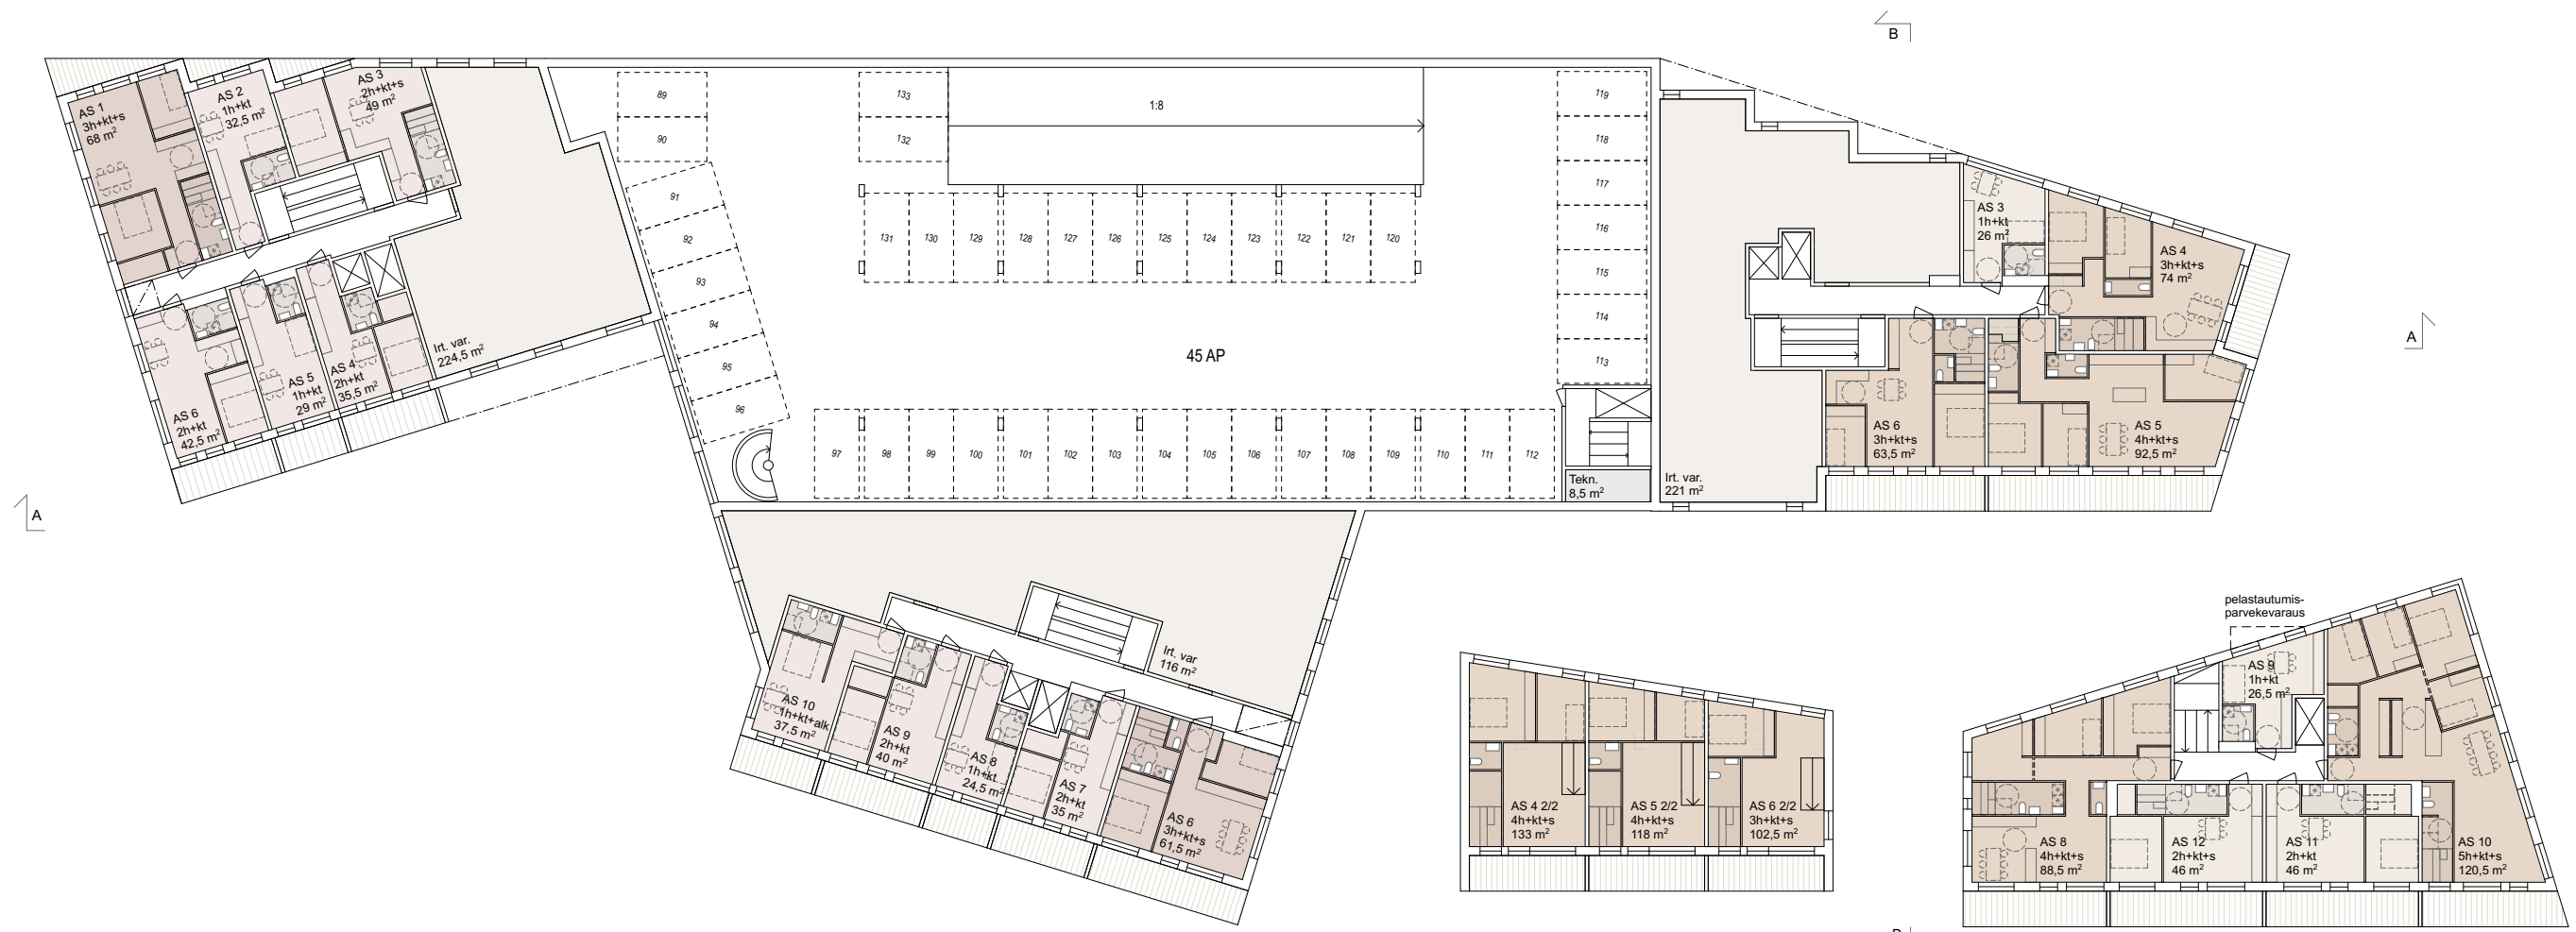 B
AS 1
3h+kt+s
68 m²
AS 2
1h+kt
32,5 m²
AS 3
2h+kt+s
49 m²
AS 6
2h+kt
42,5 m²
AS 5
1h+kt
29 m²
AS 4
2h+kt
35,5 m²
Irt. var.
224,5 m²
89
90
91
92
93
94
95
96
133
132
1:8
131
130
129
128
127
126
125
124
123
122
121
120
119
118
117
116
115
114
113
45 AP
97
98
99
100
101
102
103
104
105
106
107
108
109
110
111
112
Tekn.
8,5 m²
Irt. var.
221 m²
AS 3
1h+kt
26 m²
AS 4
3h+kt+s
74 m²
AS 6
3h+kt+s
63,5 m²
AS 5
4h+kt+s
92,5 m²
A
A
Irt. var
116 m²
AS 10
1h+kt+alk
37,5 m²
AS 9
2h+kt
40 m²
AS 8
1h+kt
24,5 m²
AS 7
2h+kt
35 m²
AS 6
3h+kt+s
61,5 m²
AS 4 2/2
4h+kt+s
133 m²
AS 5 2/2
4h+kt+s
118 m²
AS 6 2/2
3h+kt+s
102,5 m²
pelastautumis-
parvekevaraus
AS 9
1h+kt
26,5 m²
AS 8
4h+kt+s
88,5 m²
AS 12
2h+kt+s
46 m²
AS 11
2h+kt
46 m²
AS 10
5h+kt+s
120,5 m²